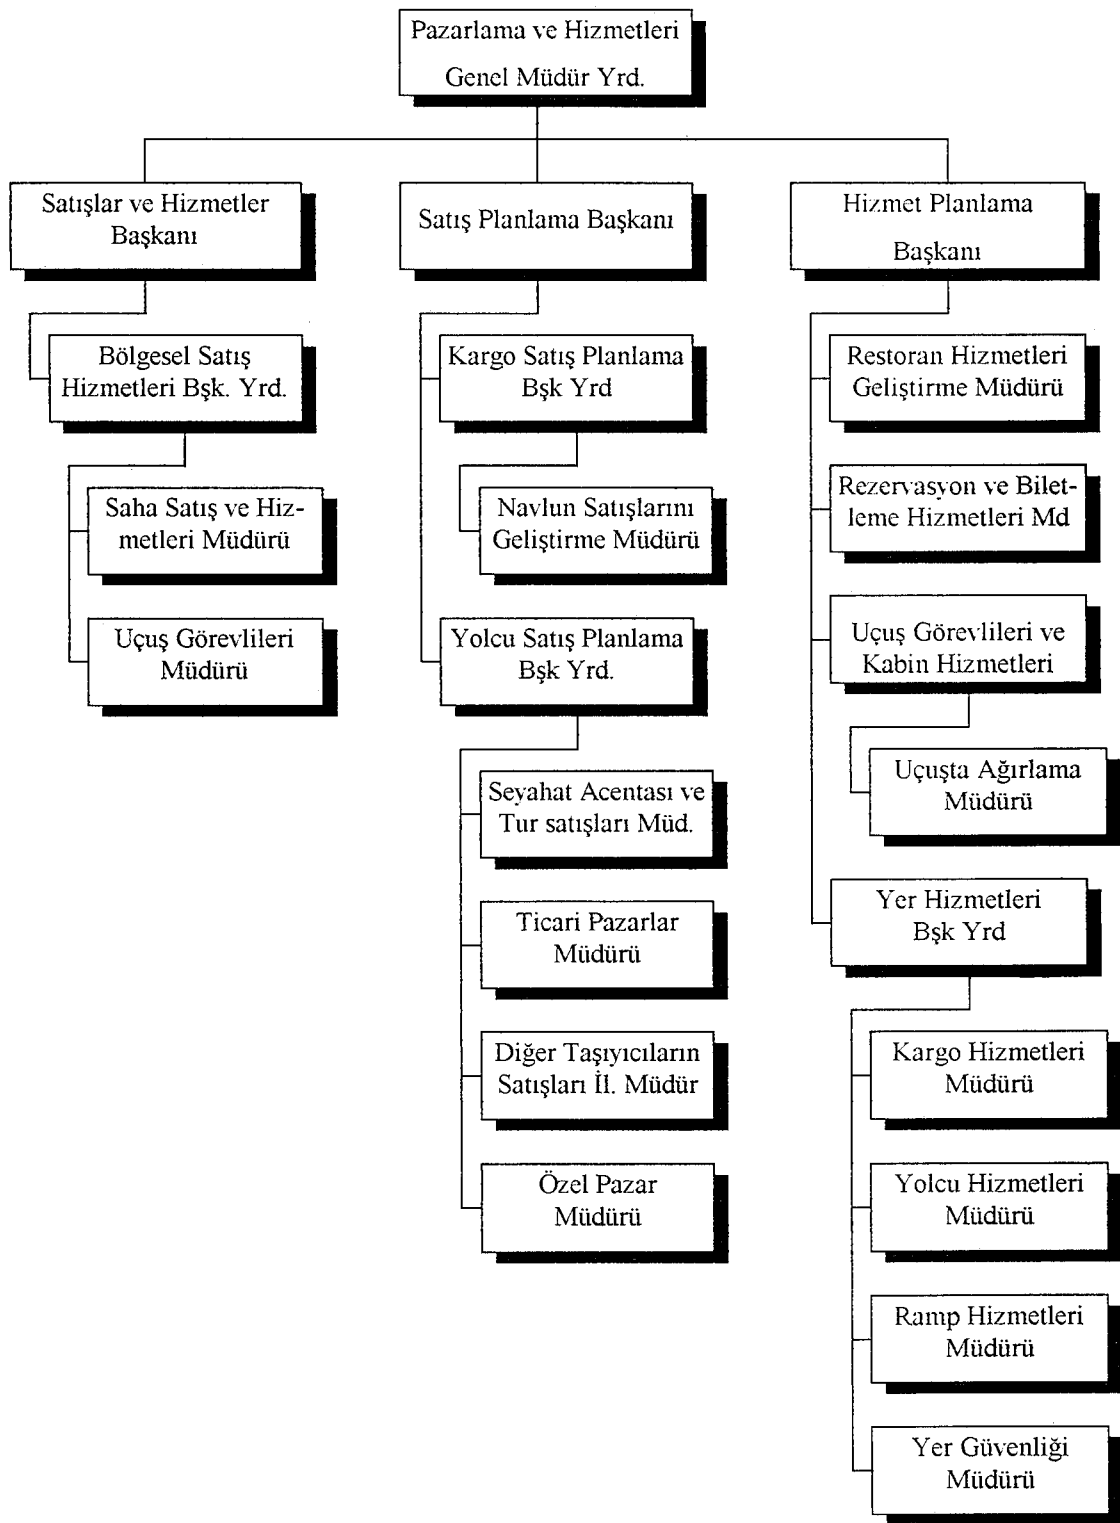 Pazarlama ve Hizmetleri
Genel Müdür Yrd.
Satışlar ve Hizmetler
Başkanı
Bölgesel Satış
Hizmetleri Bşk. Yrd.
Saha Satış ve Hiz-
metleri Müdürü
Uçuş Görevlileri
Müdürü
Satış Planlama Başkanı
Kargo Satış Planlama
Bşk Yrd
Navlun Satışlarını
Geliştirme Müdürü
Yolcu Satış Planlama
Bşk Yrd.
Seyahat Acentası ve
Tur satışları Müd.
Ticari Pazarlar
Müdürü
Diğer Taşıyıcıların
Satışları İl. Müdür
Özel Pazar
Müdürü
Hizmet Planlama
Başkanı
Restoran Hizmetleri
Geliştirme Müdürü
Rezervasyon ve Bilet-
leme Hizmetleri Md
Uçuş Görevlileri ve
Kabin Hizmetleri
Uçuşta Ağırlama
Müdürü
Yer Hizmetleri
Bşk Yrd
Kargo Hizmetleri
Müdürü
Yolcu Hizmetleri
Müdürü
Ramp Hizmetleri
Müdürü
Yer Güvenliği
Müdürü